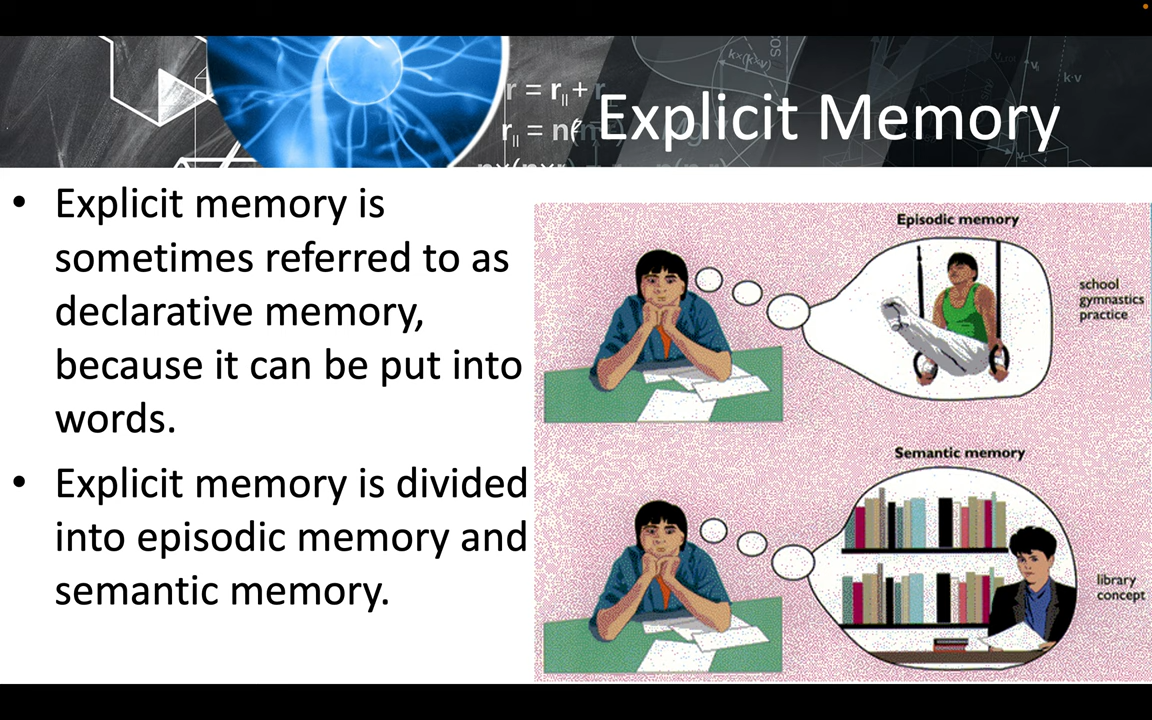 Explicit Memory
• Explicit memory is
sometimes referred to as
declarative memory,
because it can be put into
words.
• Explicit memory is divided
into episodic memory and
semantic memory.
Episodic memory
school
gymnastics
practice
Semantic memory
library
concept